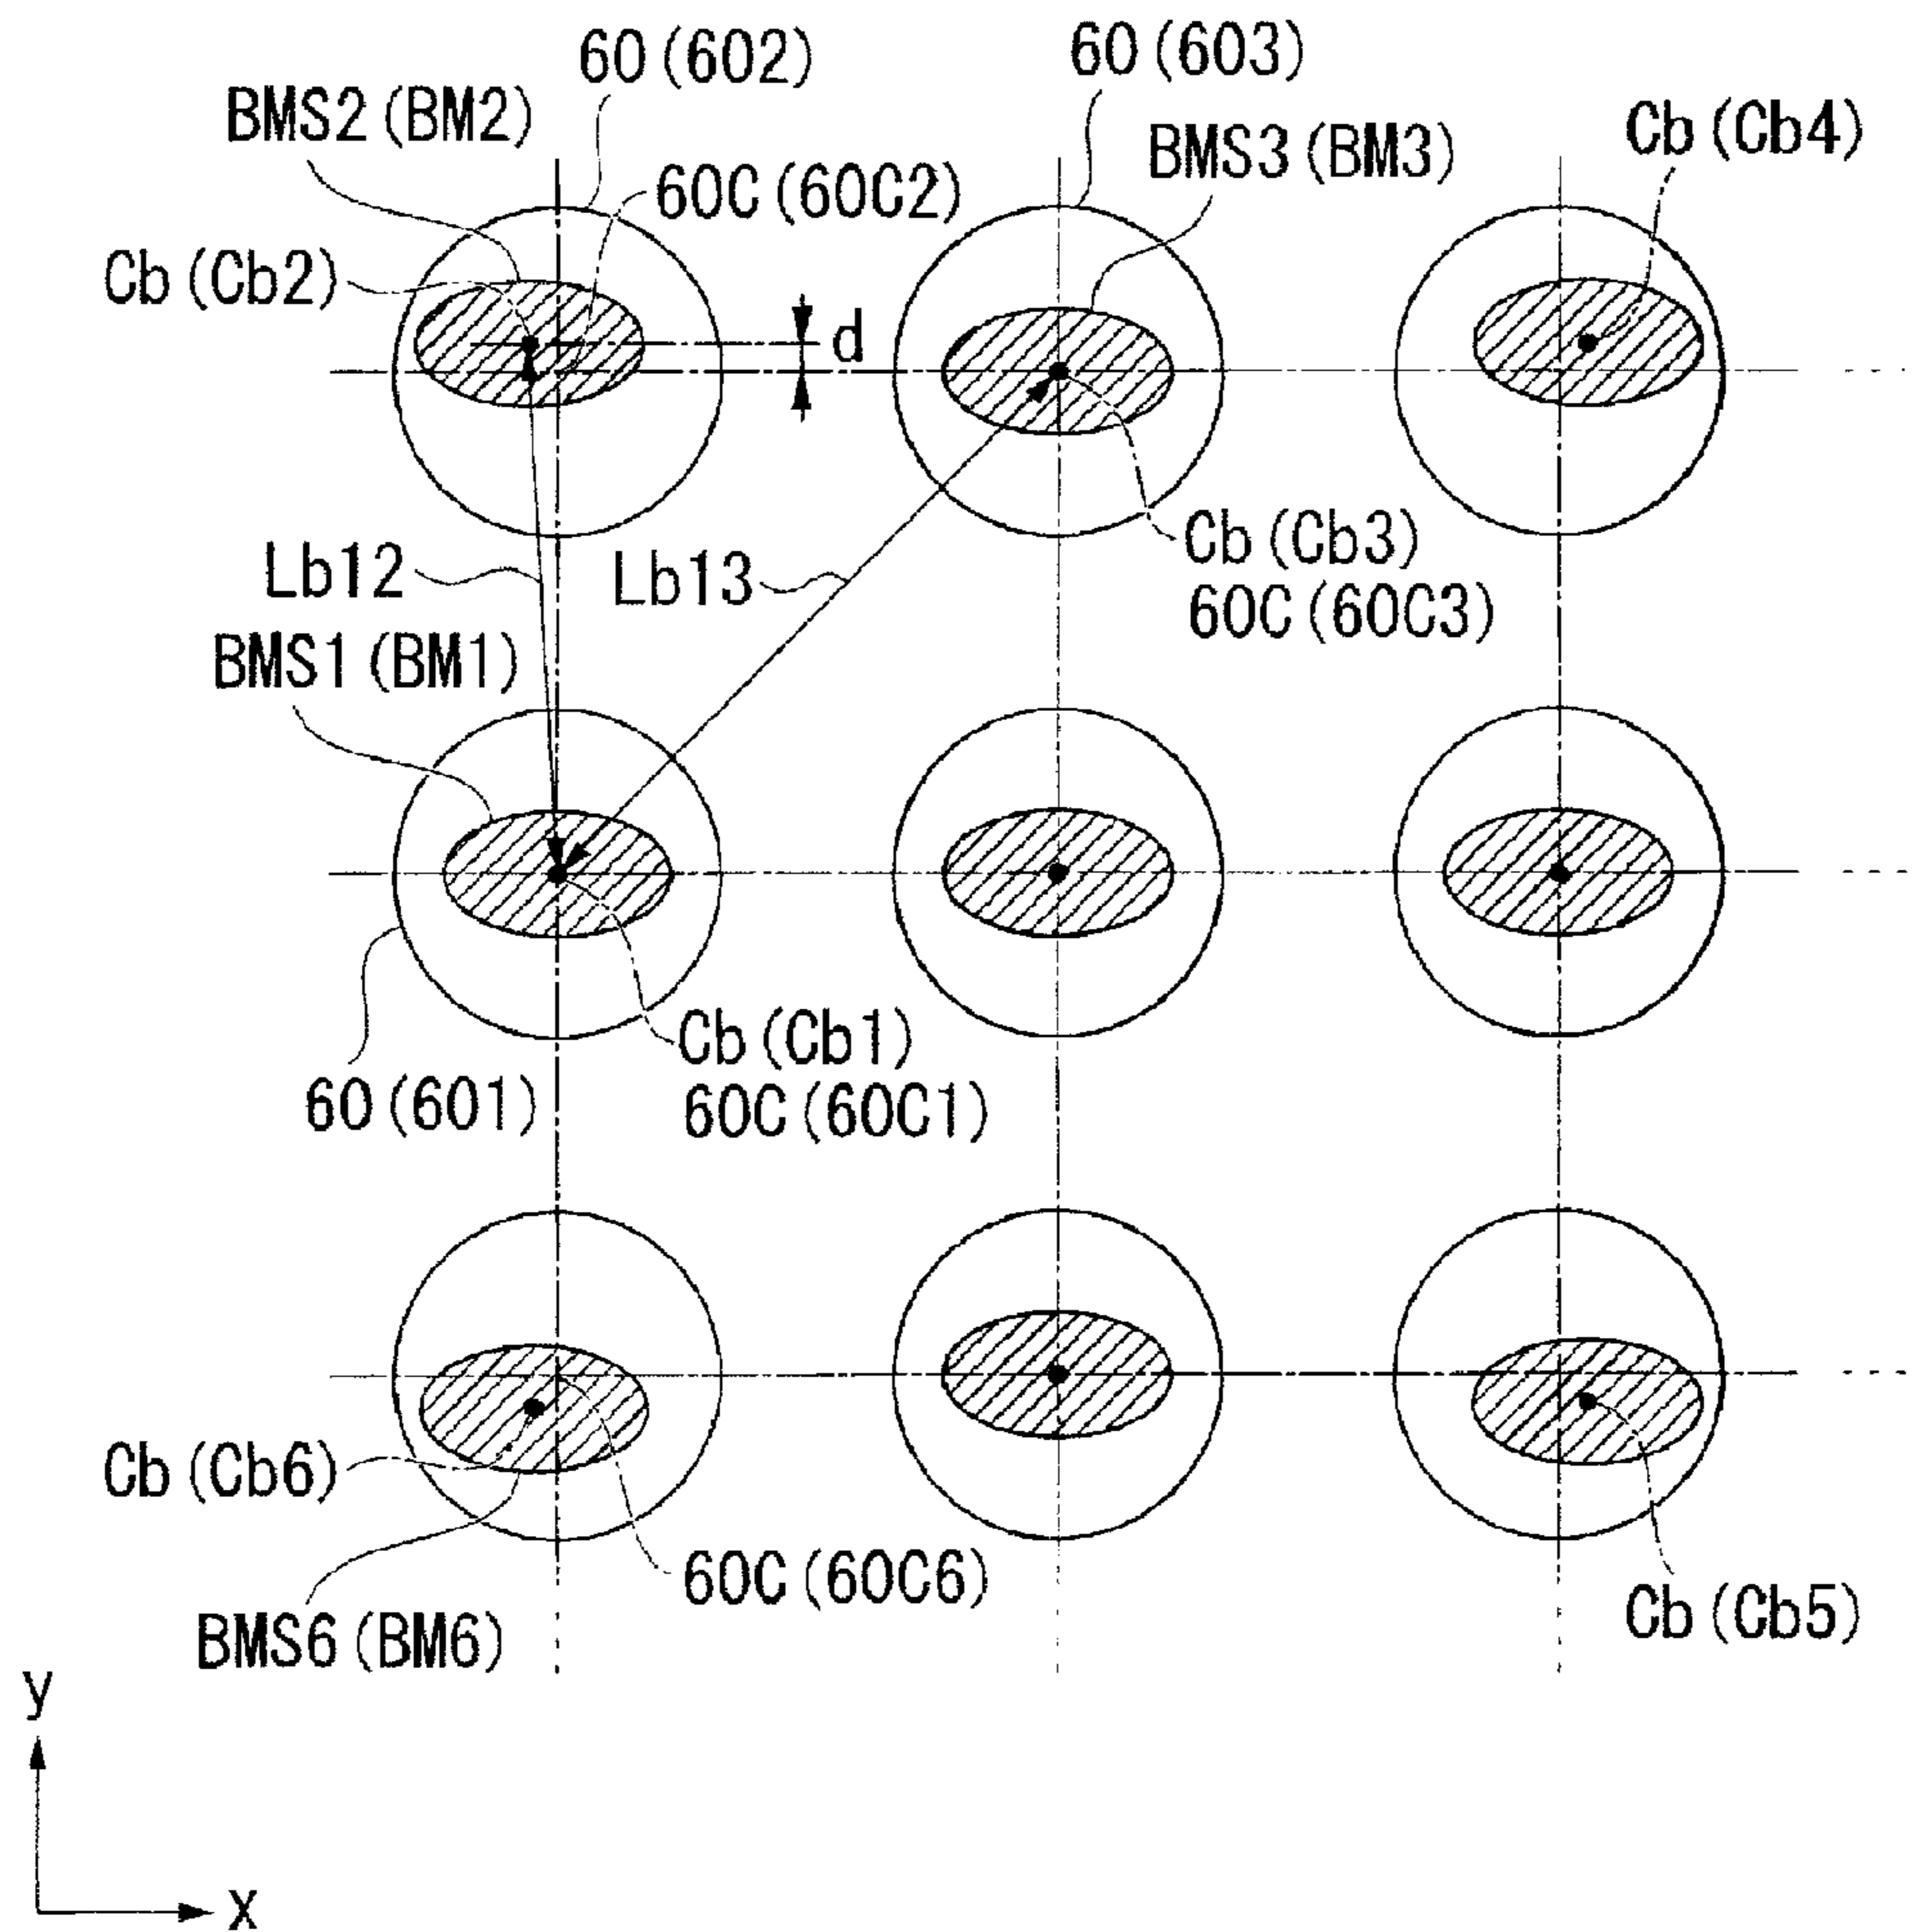 60(602)
60(603)
BMS2(BM2)
Cb(Cb4)
BMS3(BM3)
60C(60C2)
Cb(Cb2)
d
Cb(Cb3)
60C(60C3)
Lb12
Lb13
BMS1(BM1)
Cb(Cb1)
60C(60C1)
60(601)
Cb(Cb6)
60C(60C6)
Cb(Cb5)
BMS6(BM6)
y
x